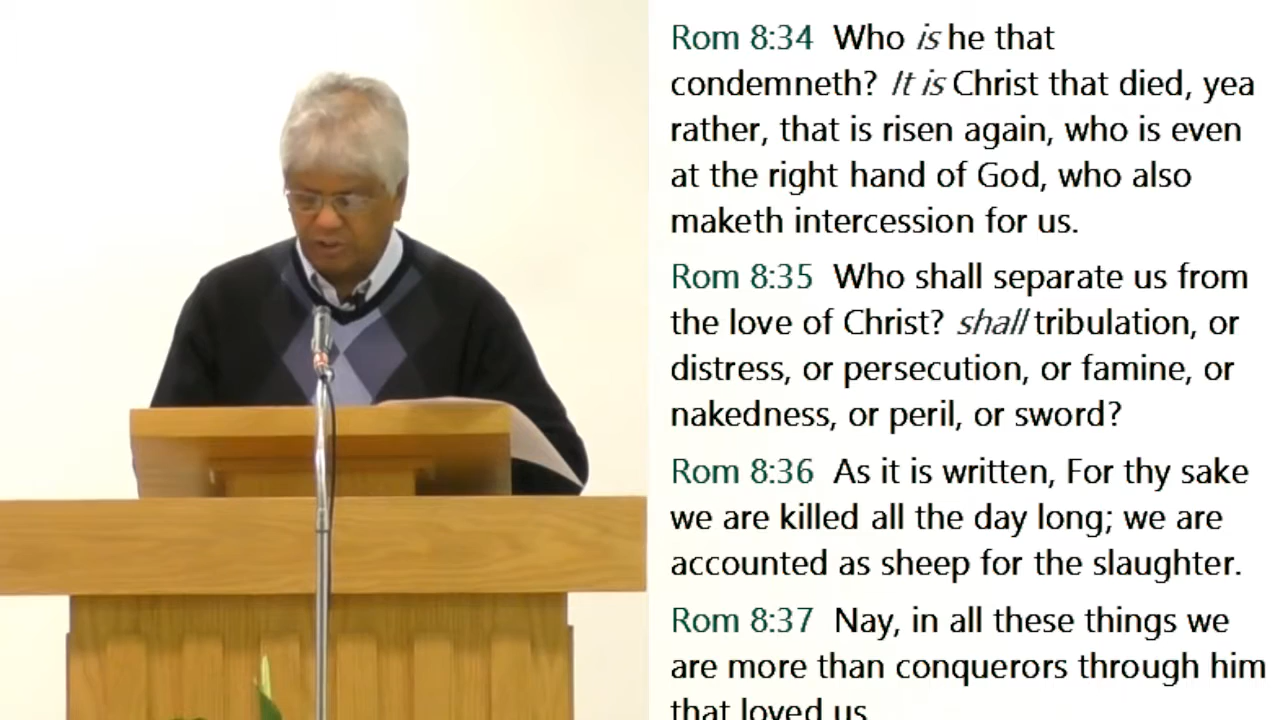 Rom 8:34 Who is he that
condemneth? It is Christ that died, yea
rather, that is risen again, who is even
at the right hand of God, who also
maketh intercession for us.
Rom 8:35 Who shall separate us from
the love of Christ? shall tribulation, or
distress, or persecution, or famine, or
nakedness, or peril, or sword?
Rom 8:36 As it is written, For thy sake
we are killed all the day long; we are
accounted as sheep for the slaughter.
Rom 8:37 Nay, in all these things we
are more than conquerors through him
that loved us